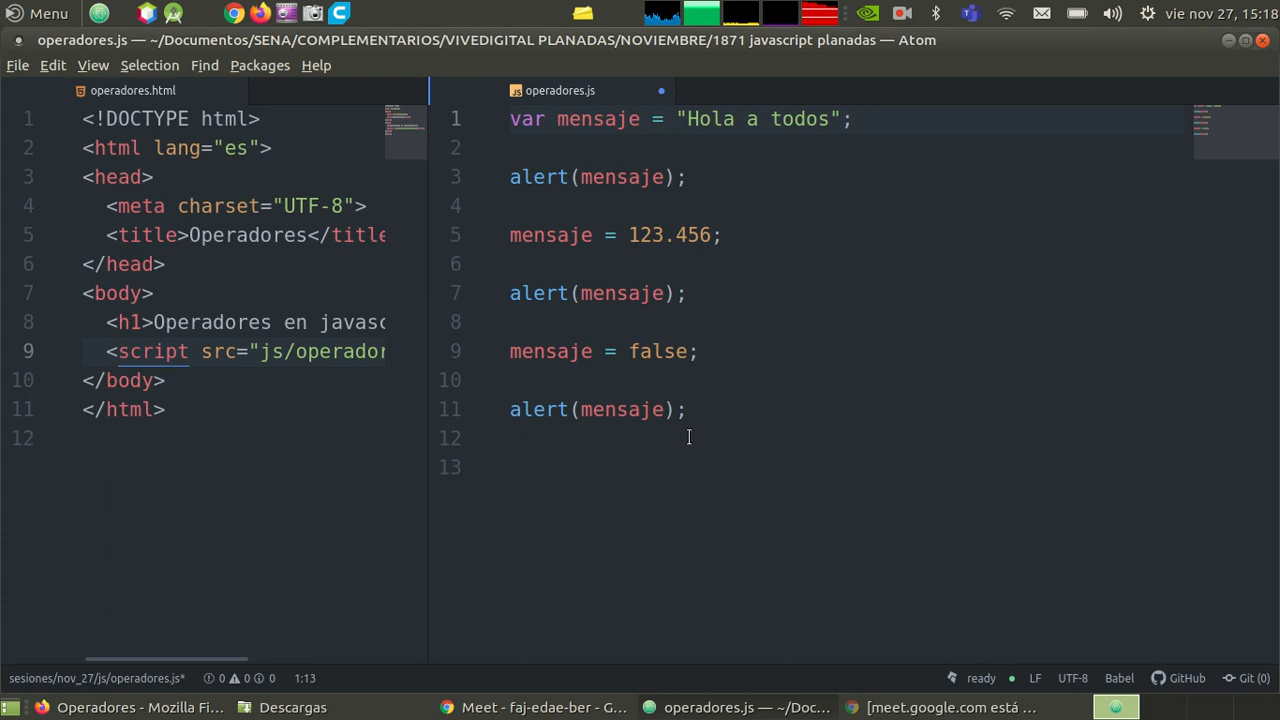 Menu
vie nov 27, 15:18
operadores.js — ~/Documentos/SENA/COMPLEMENTARIOS/VIVEDIGITAL PLANADAS/NOVIEMBRE/1871 javascript planadas — Atom
File Edit View Selection Find Packages Help
operadores.html
1 <!DOCTYPE html>
2 <html lang="es">
3 <head>
4 <meta charset="UTF-8">
5 <title>Operadores</title
6 </head>
7 <body>
8 <h1>Operadores en javasc
9 <script src="js/operador
10 </body>
11 </html>
12
operadores.js
1 var mensaje = "Hola a todos";
2
3 alert(mensaje);
4
5 mensaje = 123.456;
6
7 alert(mensaje);
8
9 mensaje = false;
10
11 alert(mensaje);
12
13
sesiones/nov_27/js/operadores.js* 0 0 0 1:13 ready LF UTF-8 Babel GitHub Git (0)
Operadores - Mozilla Fi... Descargas Meet - faj-edae-ber - G... operadores.js — ~/Doc... [meet.google.com está ...